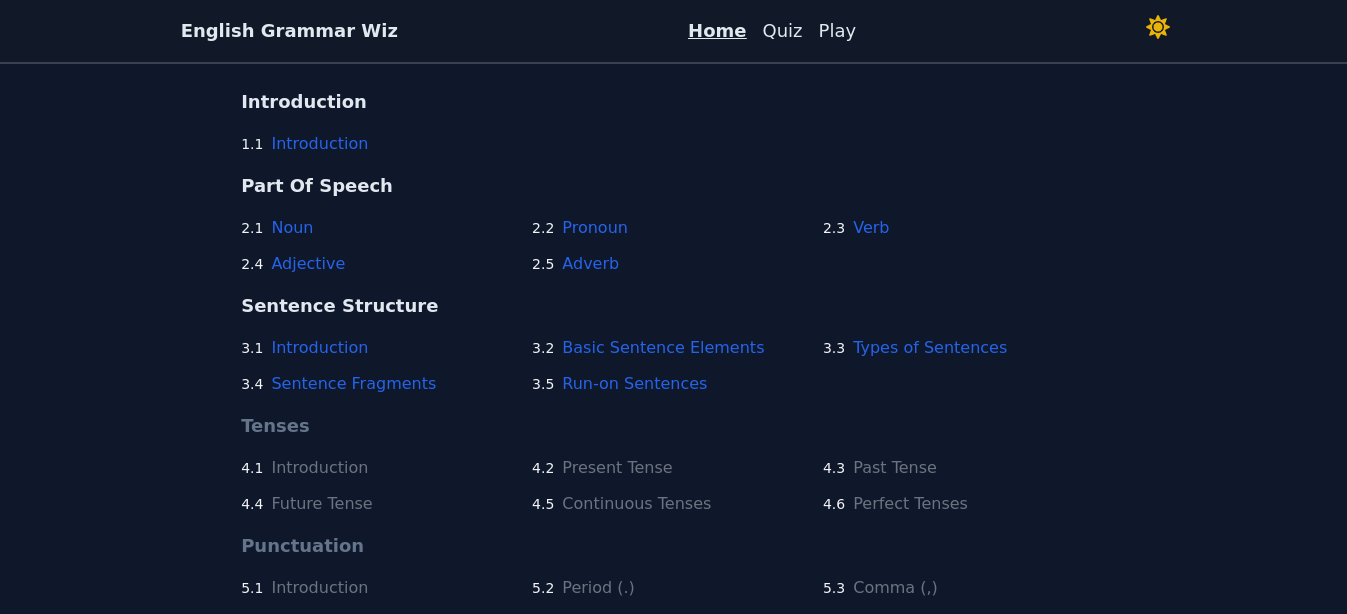 English Grammar Wiz Home Quiz Play
Introduction
1.1 Introduction
Part Of Speech
2.1 Noun 2.2 Pronoun 2.3 Verb
2.4 Adjective 2.5 Adverb
Sentence Structure
3.1 Introduction 3.2 Basic Sentence Elements 3.3 Types of Sentences
3.4 Sentence Fragments 3.5 Run-on Sentences
Tenses
4.1 Introduction 4.2 Present Tense 4.3 Past Tense
4.4 Future Tense 4.5 Continuous Tenses 4.6 Perfect Tenses
Punctuation
5.1 Introduction 5.2 Period (.) 5.3 Comma (,)